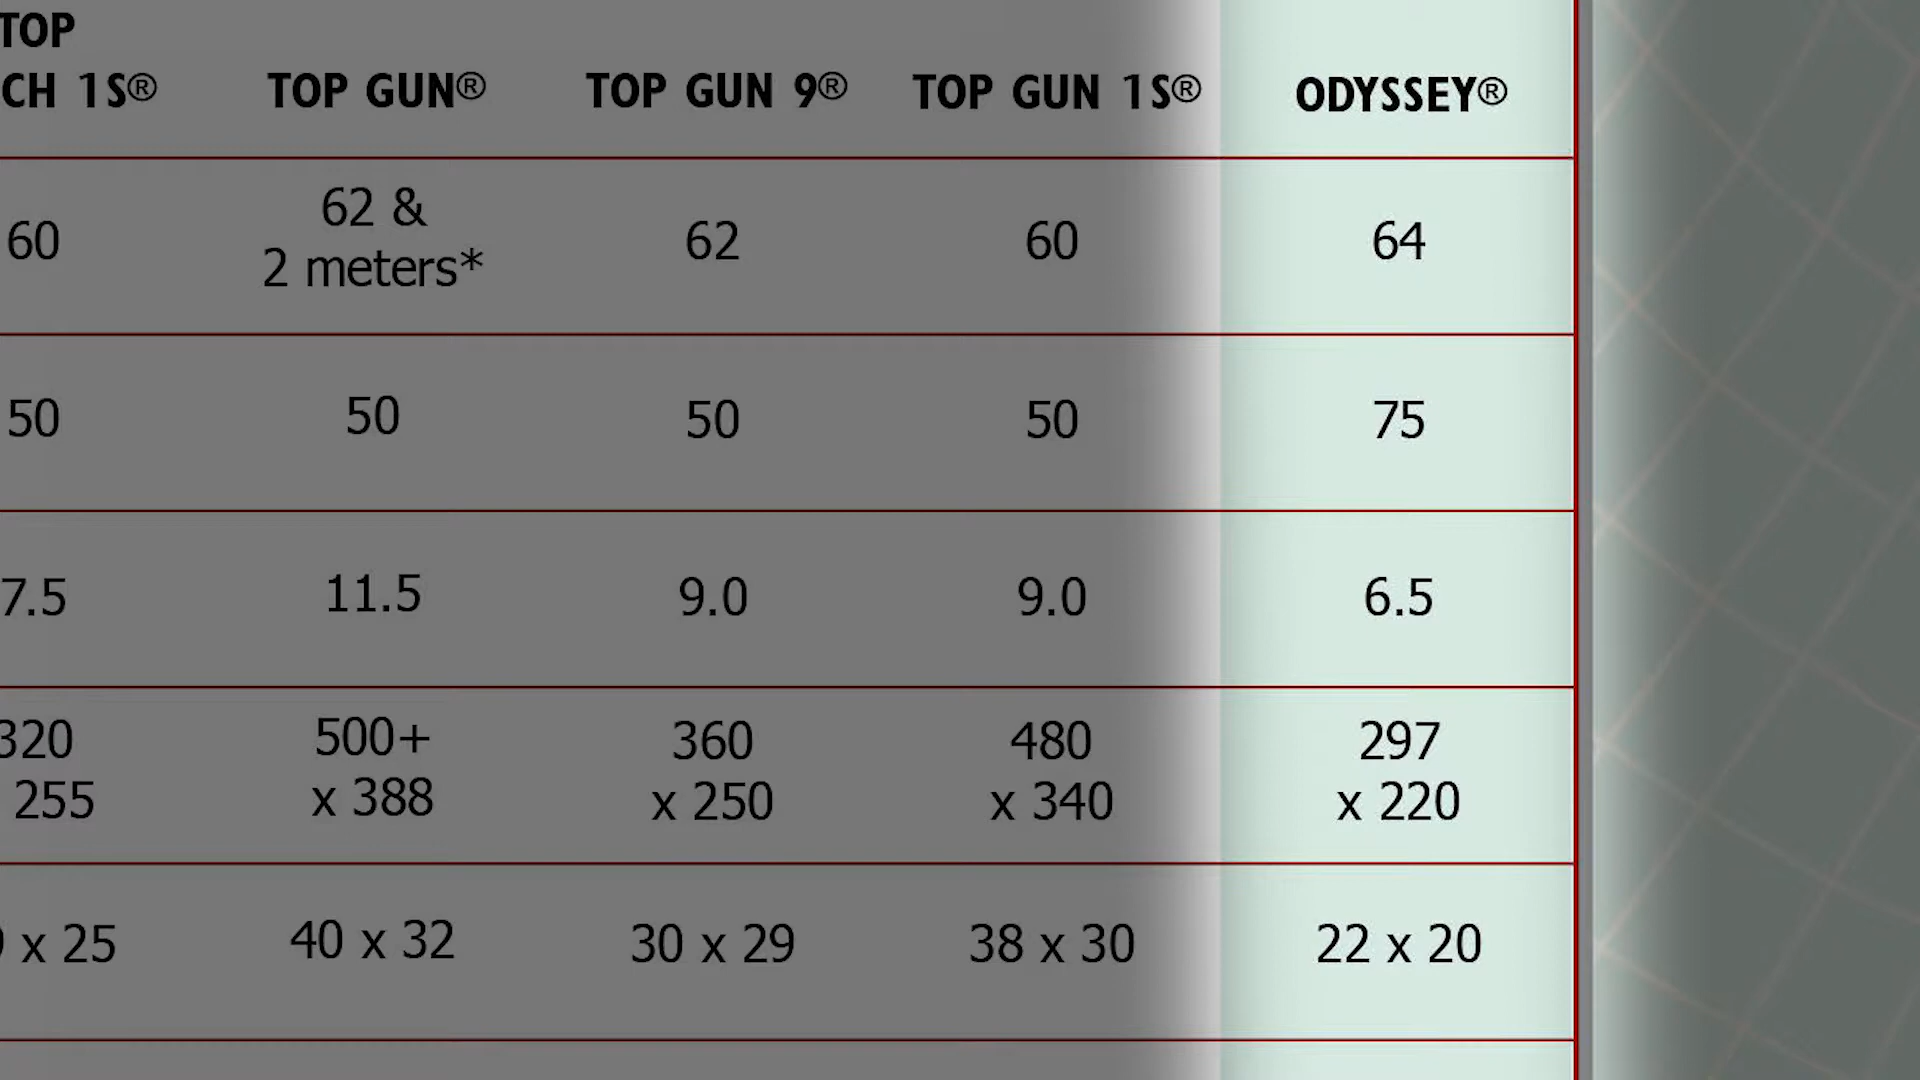 TOP
CH 1S® TOP GUN® TOP GUN 9® TOP GUN 1S® ODYSSEY®
62 &
60 2 meters* 62 60 64
50 50 50 50 75
7.5 11.5 9.0 9.0 6.5
320 500+ 360 480 297
255 x 388 x 250 x 340 x 220
x 25 40 x 32 30 x 29 38 x 30 22 x 20